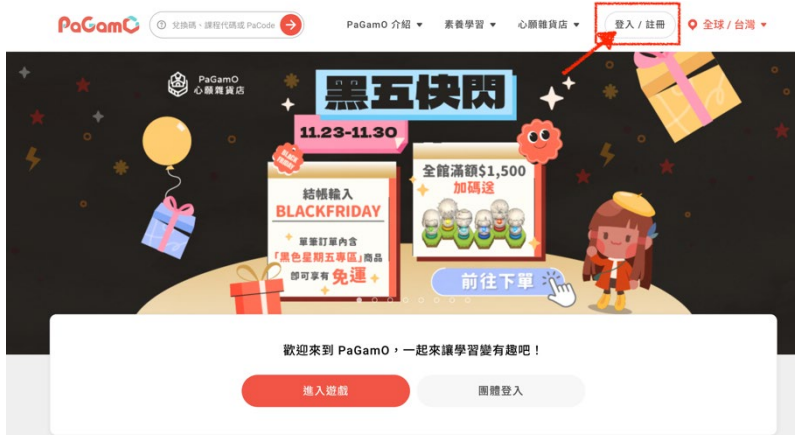 PaGamO
兌換碼、課程代碼或 PaCode
PaGamO 介紹
素養學習
心願雜貨店
登入 / 註冊
全球 / 台灣
PaGamO
心願雜貨店
黑五快閃
11.23-11.30
BLACK
FRIDAY
結帳輸入
BLACKFRIDAY
單筆訂單內含
「黑色星期五專區」商品
即可享有 免運
全館滿額$1,500
加碼送
前往下單
歡迎來到 PaGamO，一起來讓學習變有趣吧！
進入遊戲
團體登入